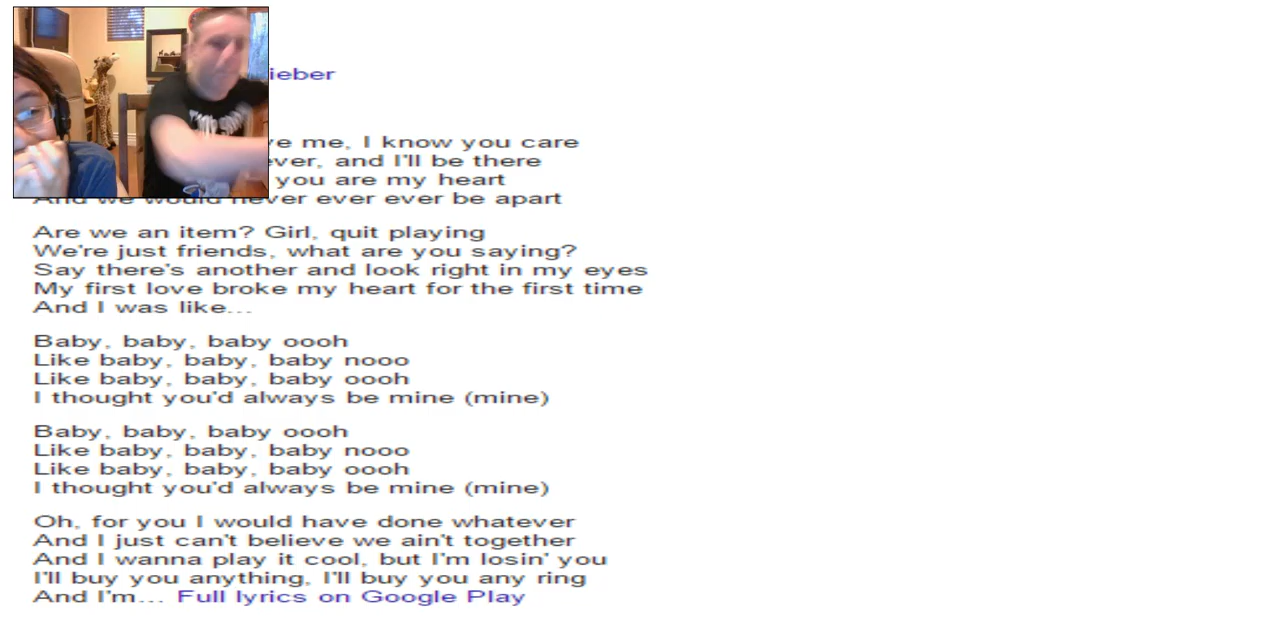 ieber
ve me, I know you care
ever, and I'll be there
you are my heart
And we would never ever ever be apart
Are we an item? Girl, quit playing
We're just friends, what are you saying?
Say there's another and look right in my eyes
My first love broke my heart for the first time
And I was like...
Baby, baby, baby oooh
Like baby, baby, baby nooo
Like baby, baby, baby oooh
I thought you'd always be mine (mine)
Baby, baby, baby oooh
Like baby, baby, baby nooo
Like baby, baby, baby oooh
I thought you'd always be mine (mine)
Oh, for you I would have done whatever
And I just can't believe we ain't together
And I wanna play it cool, but I'm losin' you
I'll buy you anything, I'll buy you any ring
And I'm... Full lyrics on Google Play